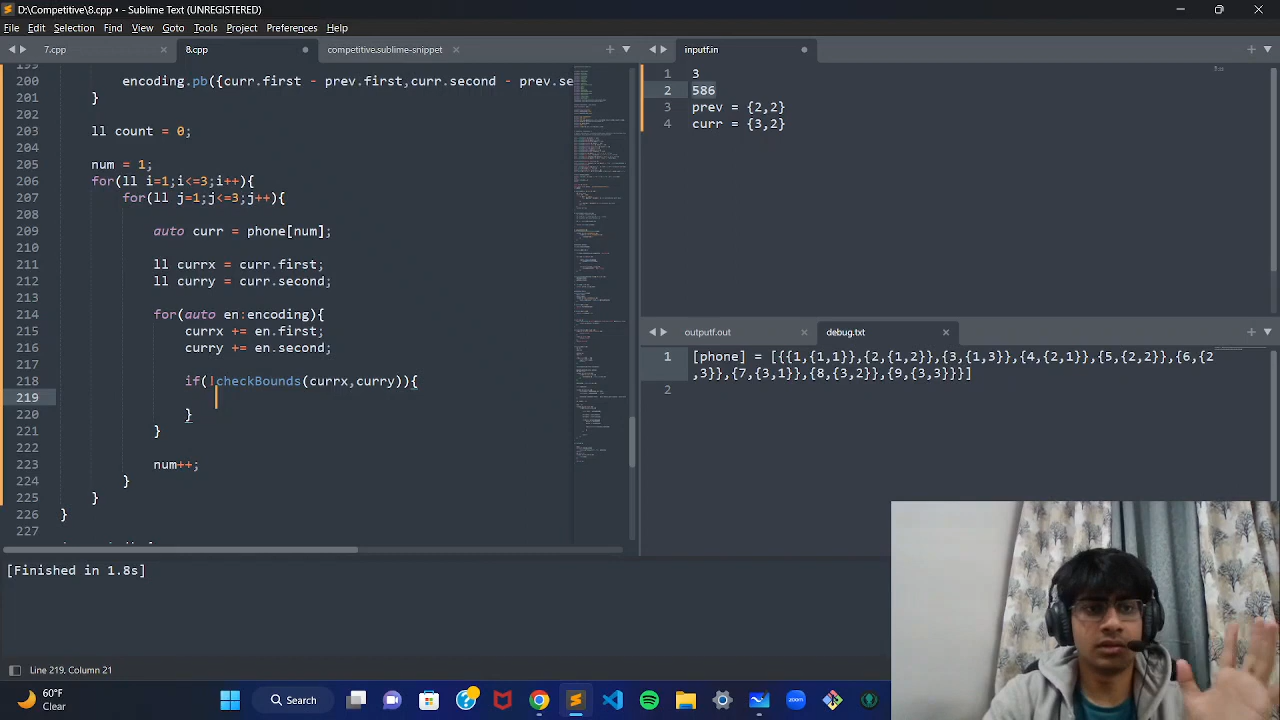 D:\Competitive\8.cpp • - Sublime Text (UNREGISTERED)
File Edit Selection Find View Goto Tools Project Preferences Help
7.cpp 8.cpp competitive.sublime-snippet
inputf.in
199
200 encoding.pb({curr.first - prev.first,curr.second - prev.se
201 }
202
203 ll count = 0;
204
205 num = 1;
206 for(ll i=1;i<=3;i++){
207 for(ll j=1;j<=3;j++){
208
209 auto curr = phone[num];
210
211 ll currx = curr.first;
212 ll curry = curr.second;
213
214 for(auto en:encoding){
215 currx += en.first;
216 curry += en.second;
217
218 if(!checkBounds(currx,curry)){
219
220 }
221 }
222
223 num++;
224 }
225 }
226 }
227
1 3
2 586
3 prev = {2,2}
4 curr = {3,2}
outputf.out debug.txt
1 [phone] = [{{1,{1,1}},{2,{1,2}},{3,{1,3}},{4,{2,1}},{5,{2,2}},{6,{2
,3}},{7,{3,1}},{8,{3,2}},{9,{3,3}}}]
2
[Finished in 1.8s]
Line 219, Column 21
60°F
Clear
Search